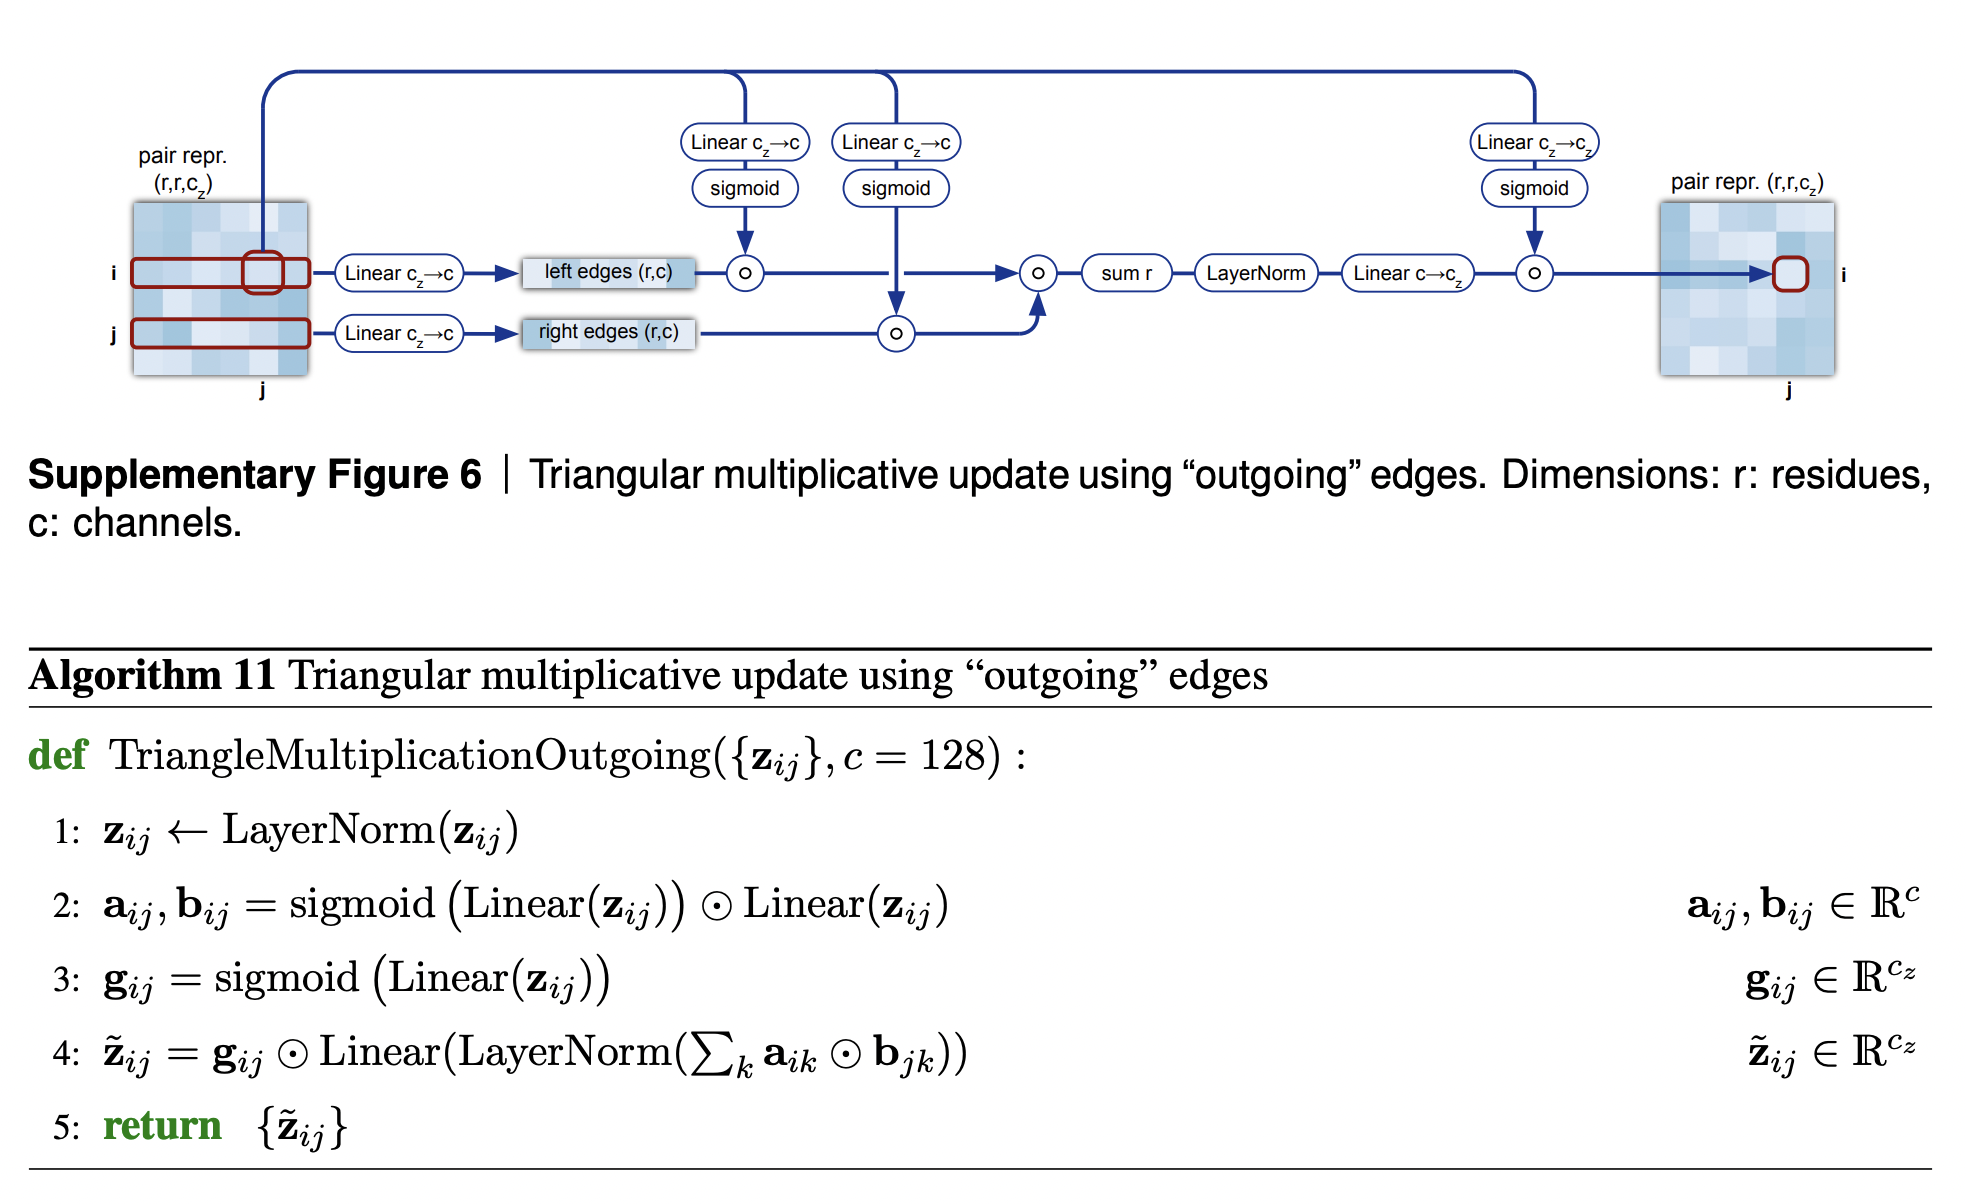 Linear c_z→c Linear c_z→c Linear c_z→c_z
pair repr.
(r,r,c_z)
sigmoid sigmoid sigmoid
pair repr. (r,r,c_z)
i Linear c_z→c left edges (r,c) sum r LayerNorm Linear c→c_z i
j Linear c_z→c right edges (r,c)
j j
Supplementary Figure 6 | Triangular multiplicative update using “outgoing” edges. Dimensions: r: residues,
c: channels.
Algorithm 11 Triangular multiplicative update using “outgoing” edges
def TriangleMultiplicationOutgoing({z_ij}, c = 128) :
1: z_ij ← LayerNorm(z_ij)
2: a_ij, b_ij = sigmoid (Linear(z_ij)) ⊙ Linear(z_ij) a_ij, b_ij ∈ ℝ^c
3: g_ij = sigmoid (Linear(z_ij)) g_ij ∈ ℝ^{c_z}
4: z̃_ij = g_ij ⊙ Linear(LayerNorm(∑_k a_ik ⊙ b_jk)) z̃_ij ∈ ℝ^{c_z}
5: return {z̃_ij}